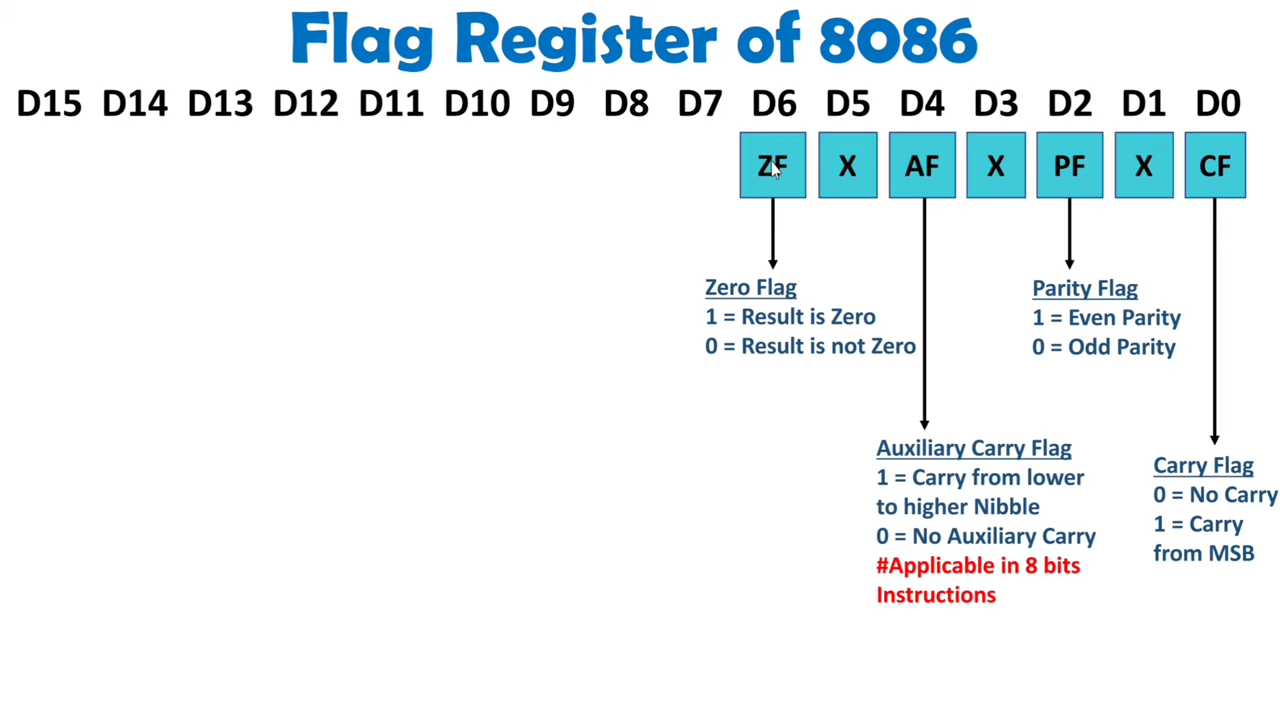 Flag Register of 8086
D15 D14 D13 D12 D11 D10 D9 D8 D7 D6 D5 D4 D3 D2 D1 D0
ZF X AF X PF X CF
Zero Flag
1 = Result is Zero
0 = Result is not Zero
Parity Flag
1 = Even Parity
0 = Odd Parity
Auxiliary Carry Flag
1 = Carry from lower
to higher Nibble
0 = No Auxiliary Carry
#Applicable in 8 bits
Instructions
Carry Flag
0 = No Carry
1 = Carry
from MSB